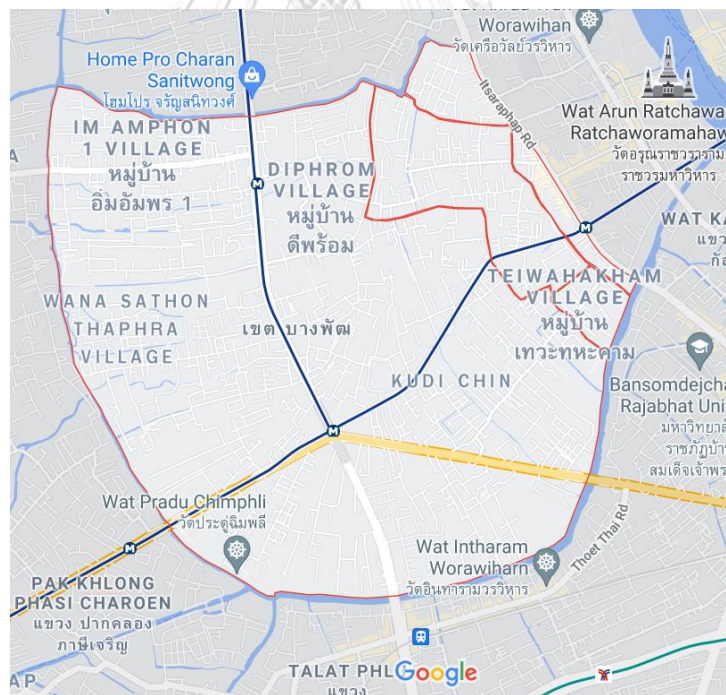 Worawihan
วัดเครือวัลย์วรวิหาร
Home Pro Charan
Sanitwong
โฮมโปร จรัญสนิทวงศ์
Itsaraphap Rd
Wat Arun Ratchawa
Ratchaworamahaw
วัดอรุณราชวราราม
ราชวรมหาวิหาร
IM AMPHON
1 VILLAGE
หมู่บ้าน
อิ่มอัมพร 1
DIPHROM
VILLAGE
หมู่บ้าน
ดีพร้อม
WAT KA
แขว
กัล
TEIWAHAKHAM
VILLAGE
หมู่บ้าน
เทวะทหะคาม
WANA SATHON
THAPHRA
VILLAGE
เขต บางพัฒ
KUDI CHIN
Bansomdejcha
Rajabhat Uni
มหาวิทยาลั
ราชภัฏบ้าน
สมเด็จเจ้าพร
M
M
M
M
M
Wat Pradu Chimphli
วัดประดู่ฉิมพลี
Wat Intharam
Worawiharn
วัดอินทารามวรวิหาร
Thoet Thai Rd
PAK KHLONG
PHASI CHAROEN
แขวง ปากคลอง
ภาษีเจริญ
AP
TALAT PHL
แขวง
Google